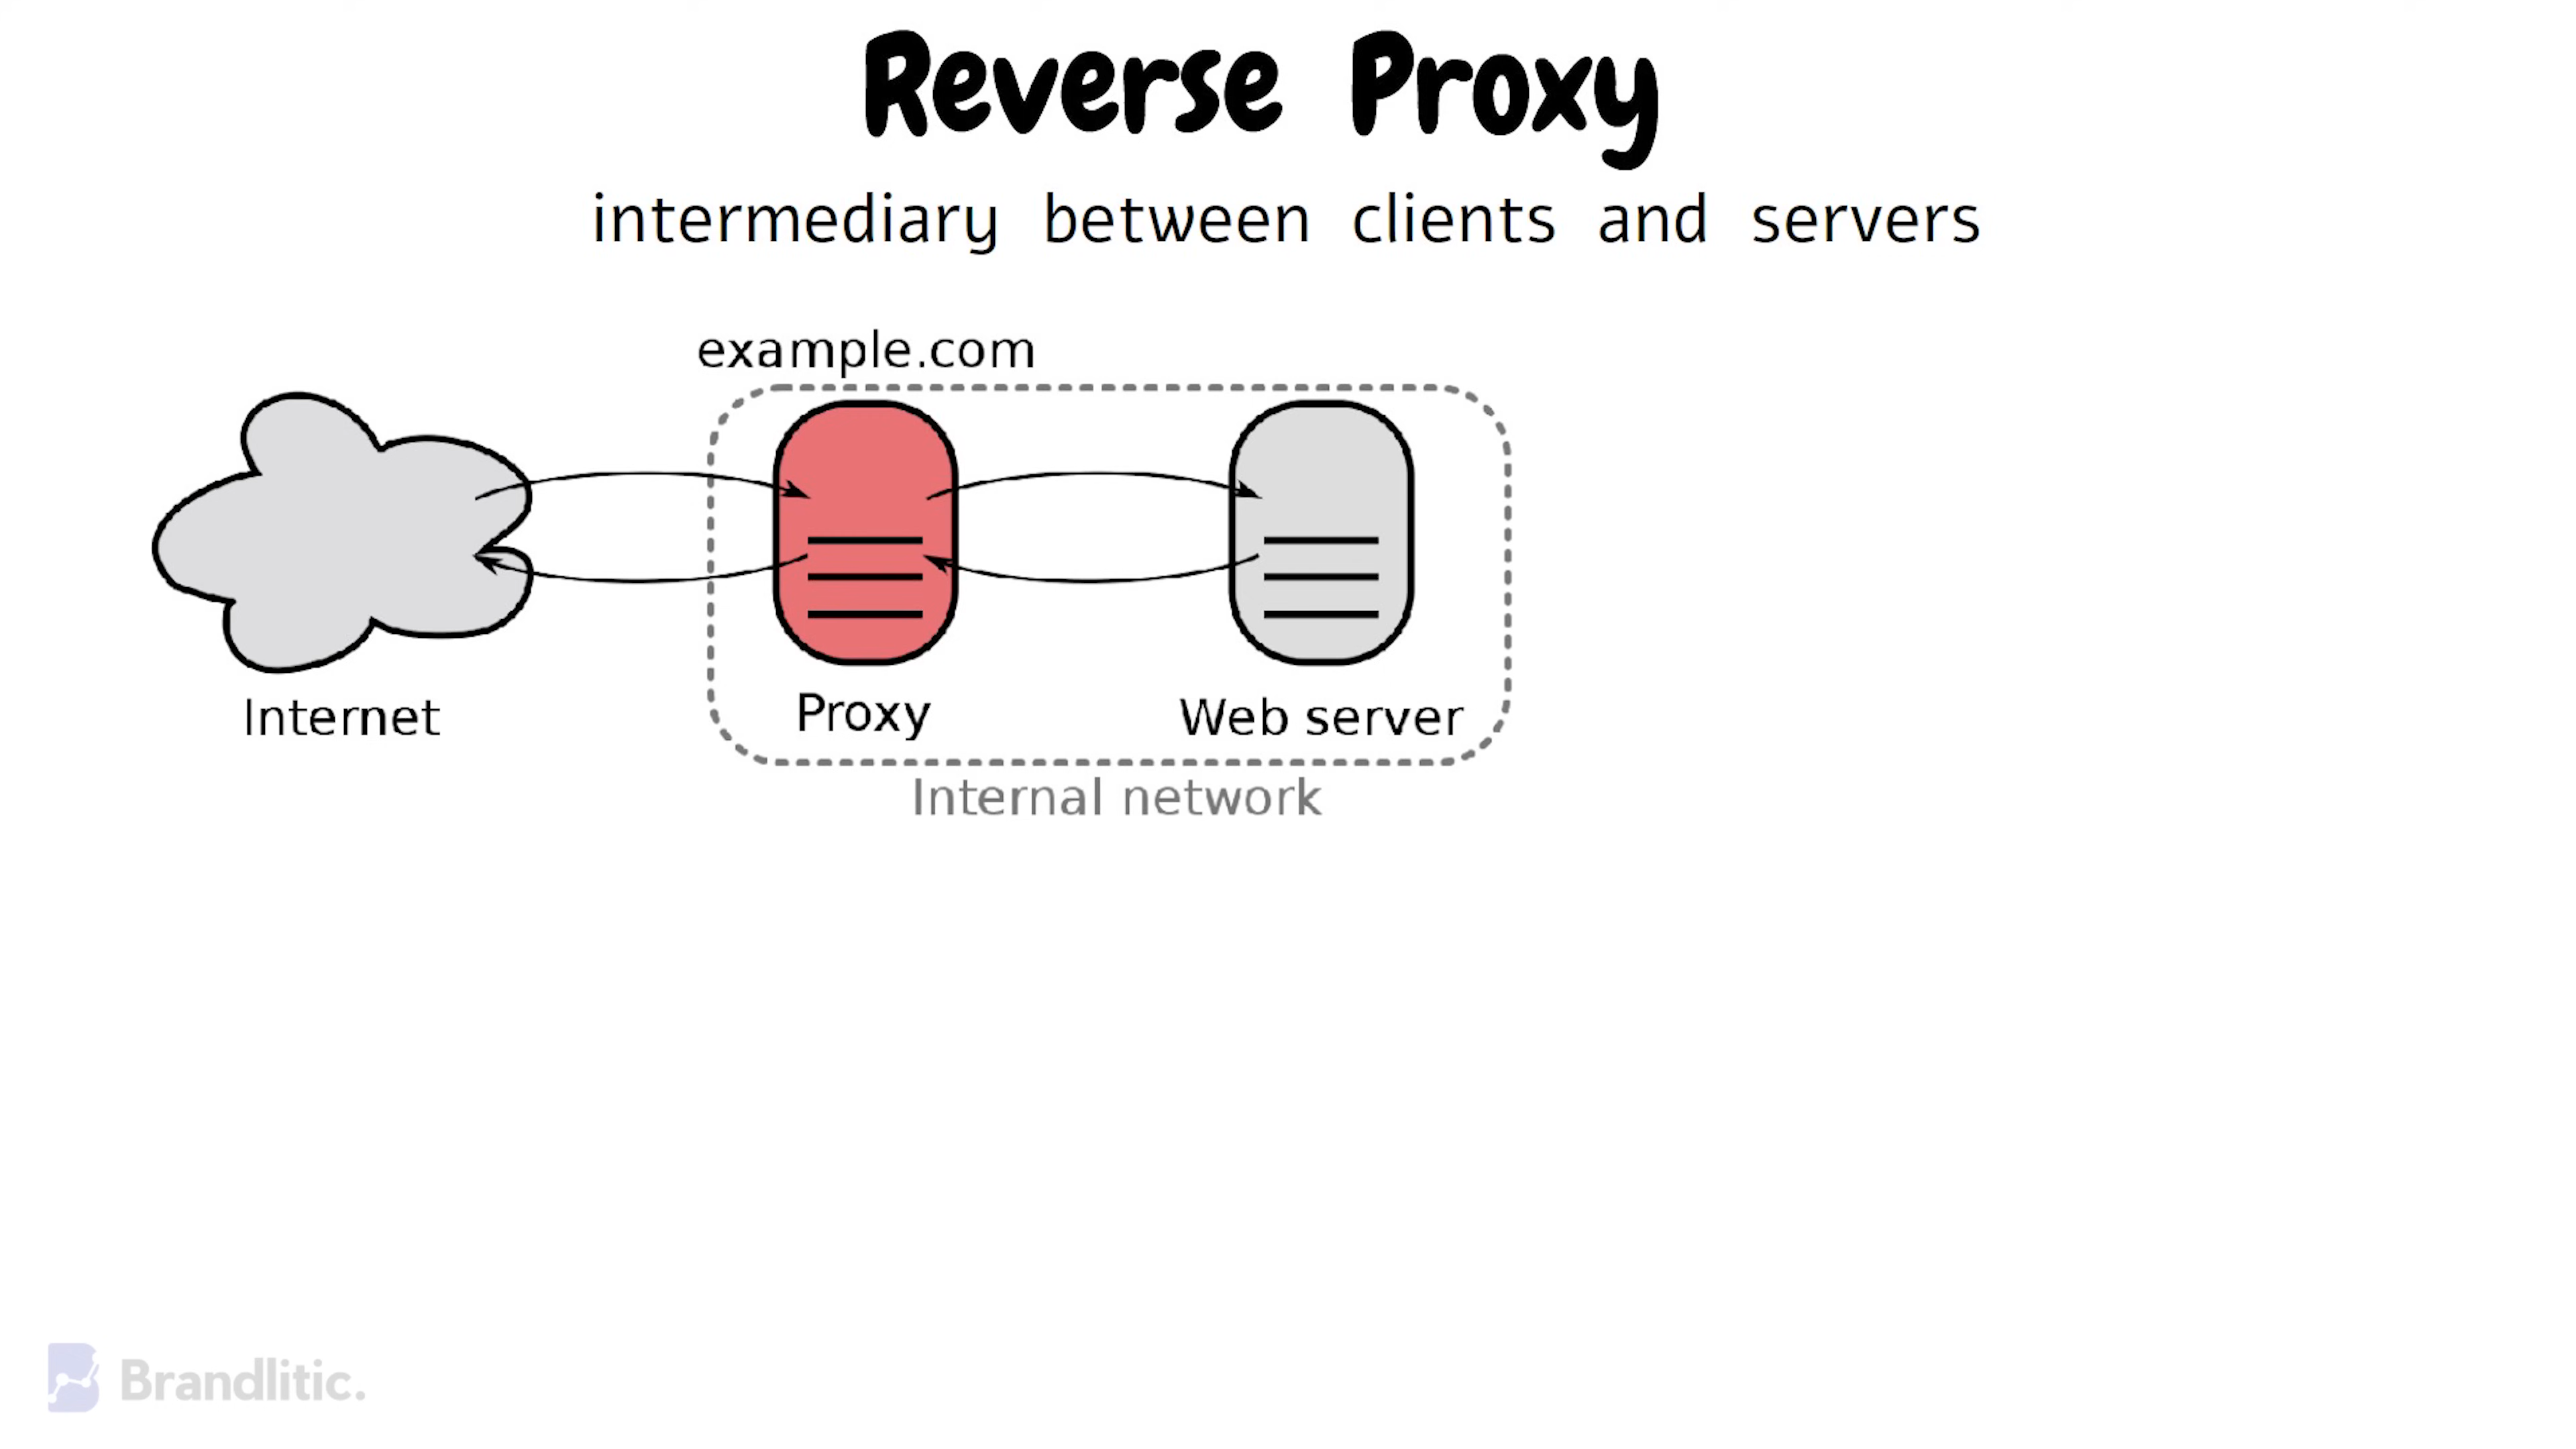 Reverse Proxy
intermediary between clients and servers
example.com
Internet
Proxy
Web server
Internal network
Brandlitic.